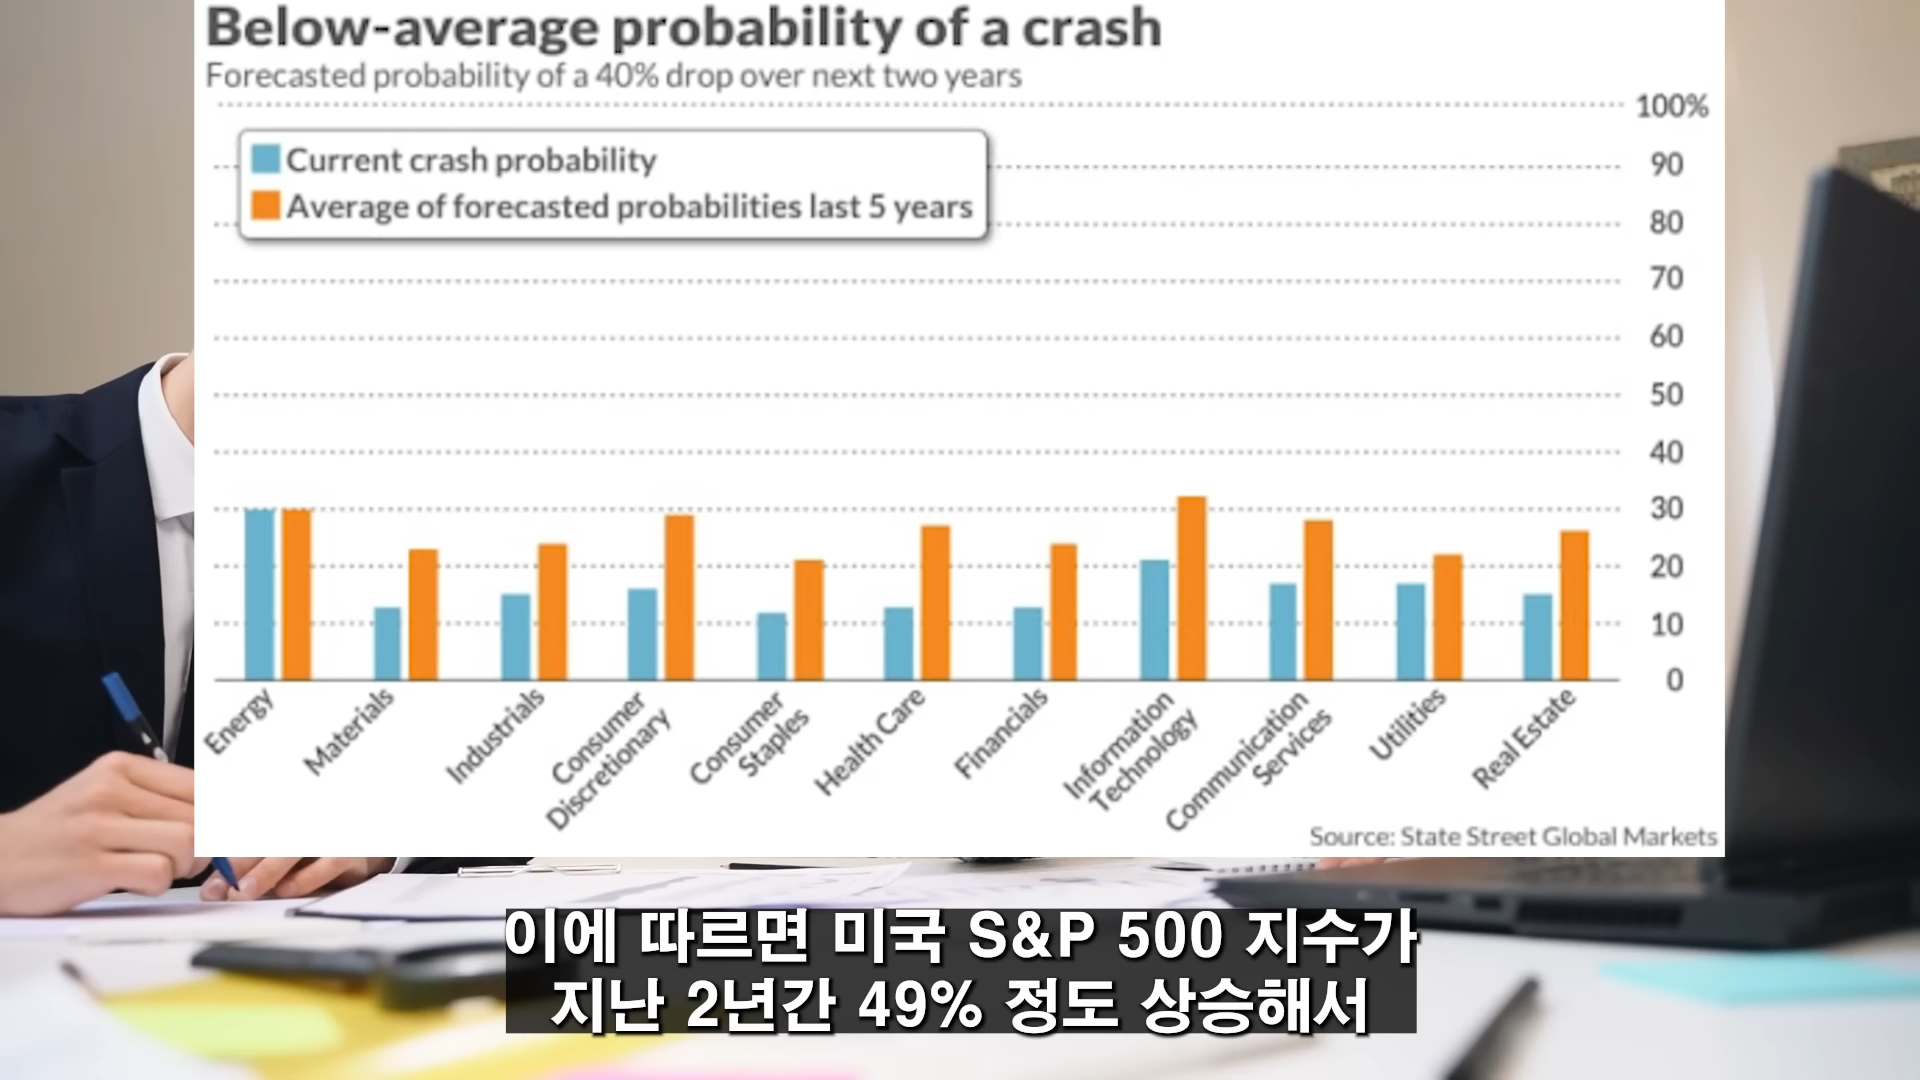 Below-average probability of a crash
Forecasted probability of a 40% drop over next two years
Current crash probability
Average of forecasted probabilities last 5 years
100%
90
80
70
60
50
40
30
20
10
0
Energy
Materials
Industrials
Consumer
Discretionary
Consumer
Staples
Health Care
Financials
Information
Technology
Communication
Services
Utilities
Real Estate
Source: State Street Global Markets
이에 따르면 미국 S&P 500 지수가
지난 2년간 49% 정도 상승해서